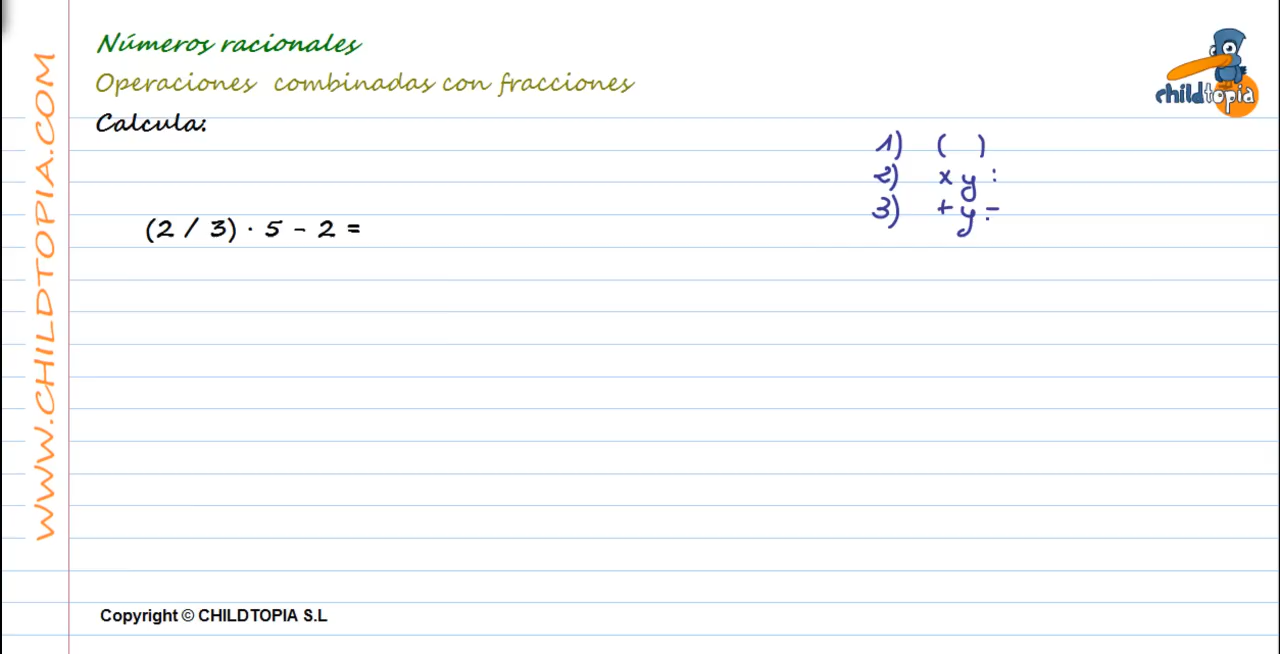 Números racionales
Operaciones combinadas con fracciones
Calcula:
childtopia
1) ( )
2) x y :
3) + y -
(2 / 3) · 5 - 2 =
WWW.CHILDTOPIA.COM
Copyright © CHILDTOPIA S.L